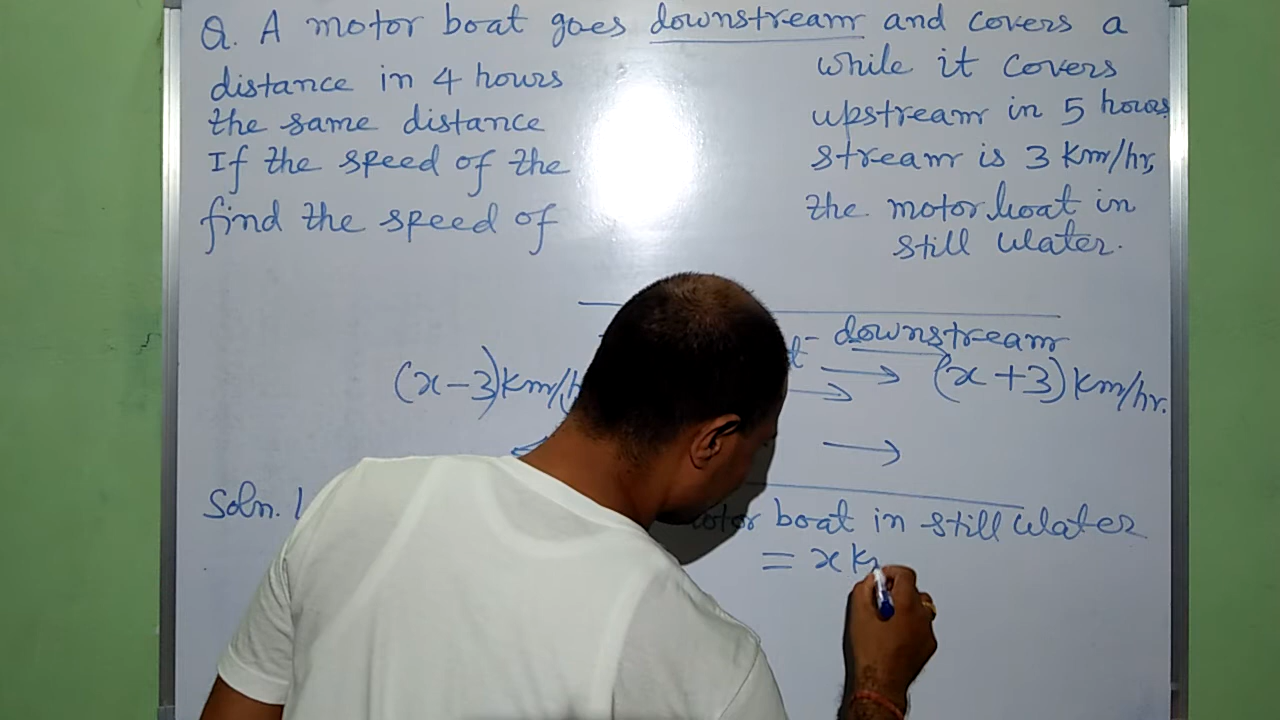 Q. A motor boat goes downstream and covers a
distance in 4 hours while it covers
the same distance upstream in 5 hours
If the speed of the stream is 3 km/hr,
find the speed of the motor boat in
still water.
downstream
(x-3)km/h (x+3) km/hr.
Soln. motor boat in still water
= x k